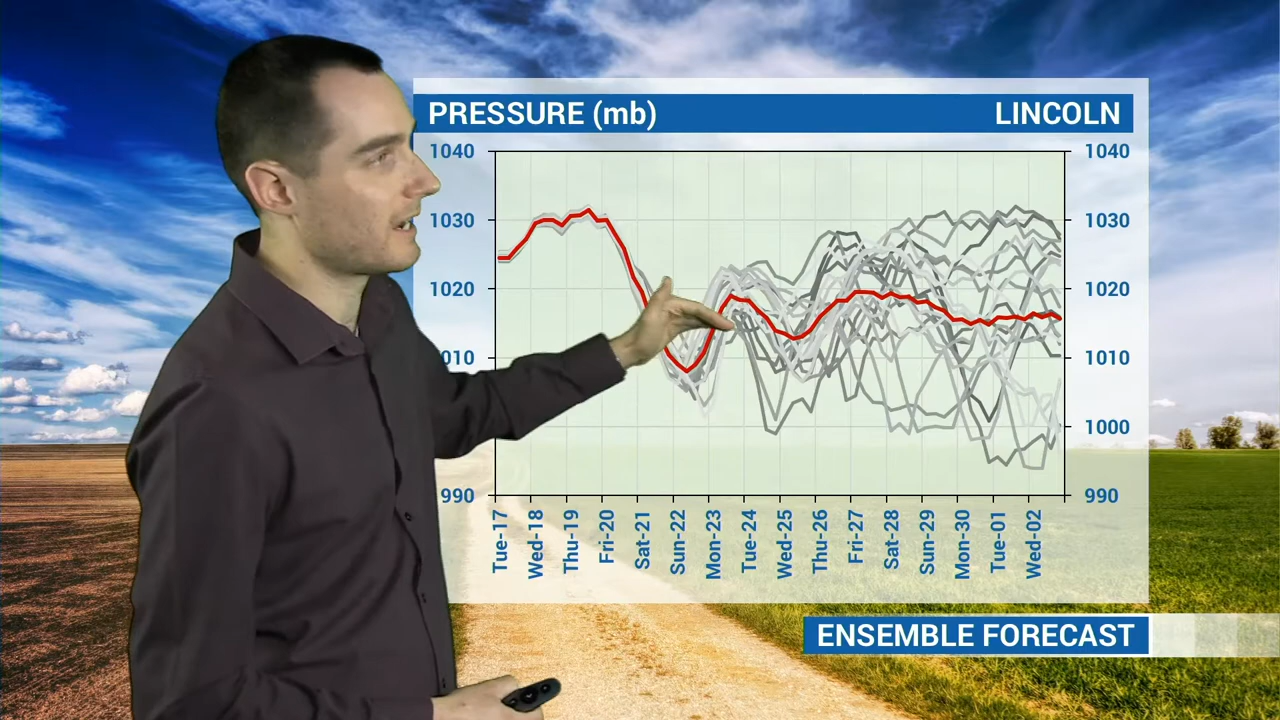 PRESSURE (mb) LINCOLN
1040 1040
1030 1030
1020 1020
010 1010
1000
990 990
Tue-17 Wed-18 Thu-19 Fri-20 Sat-21 Sun-22 Mon-23 Tue-24 Wed-25 Thu-26 Fri-27 Sat-28 Sun-29 Mon-30 Tue-01 Wed-02
ENSEMBLE FORECAST